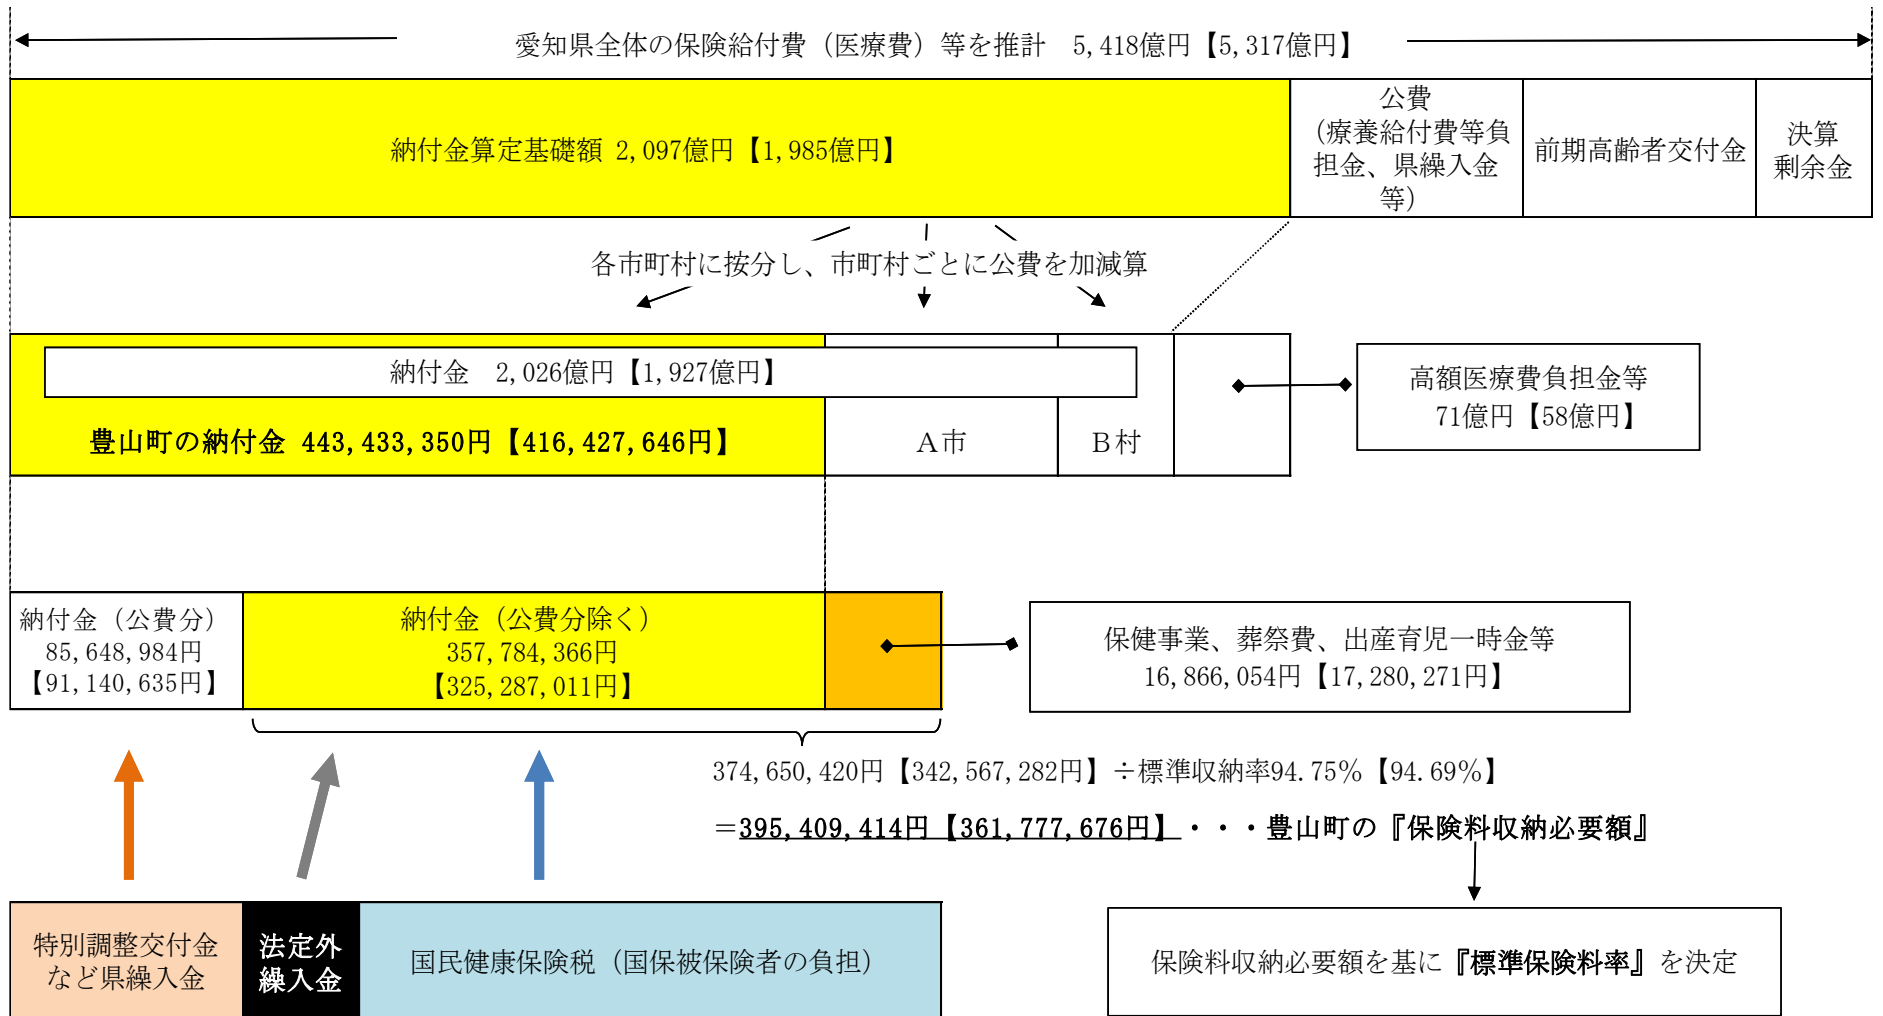 愛知県全体の保険給付費（医療費）等を推計　5,418億円【5,317億円】
納付金算定基礎額 2,097億円【1,985億円】
公費
（療養給付費等負
担金、県繰入金
等）
前期高齢者交付金
決算
剰余金
各市町村に按分し、市町村ごとに公費を加減算
納付金　2,026億円【1,927億円】
豊山町の納付金 443,433,350円【416,427,646円】
A市
B村
高額医療費負担金等
71億円【58億円】
納付金（公費分）
85,648,984円
【91,140,635円】
納付金（公費分除く）
357,784,366円
【325,287,011円】
保健事業、葬祭費、出産育児一時金等
16,866,054円【17,280,271円】
374,650,420円【342,567,282円】÷標準収納率94.75％【94.69％】
＝395,409,414円【361,777,676円】・・・豊山町の『保険料収納必要額』
特別調整交付金
など県繰入金
法定外
繰入金
国民健康保険税（国保被保険者の負担）
保険料収納必要額を基に『標準保険料率』を決定